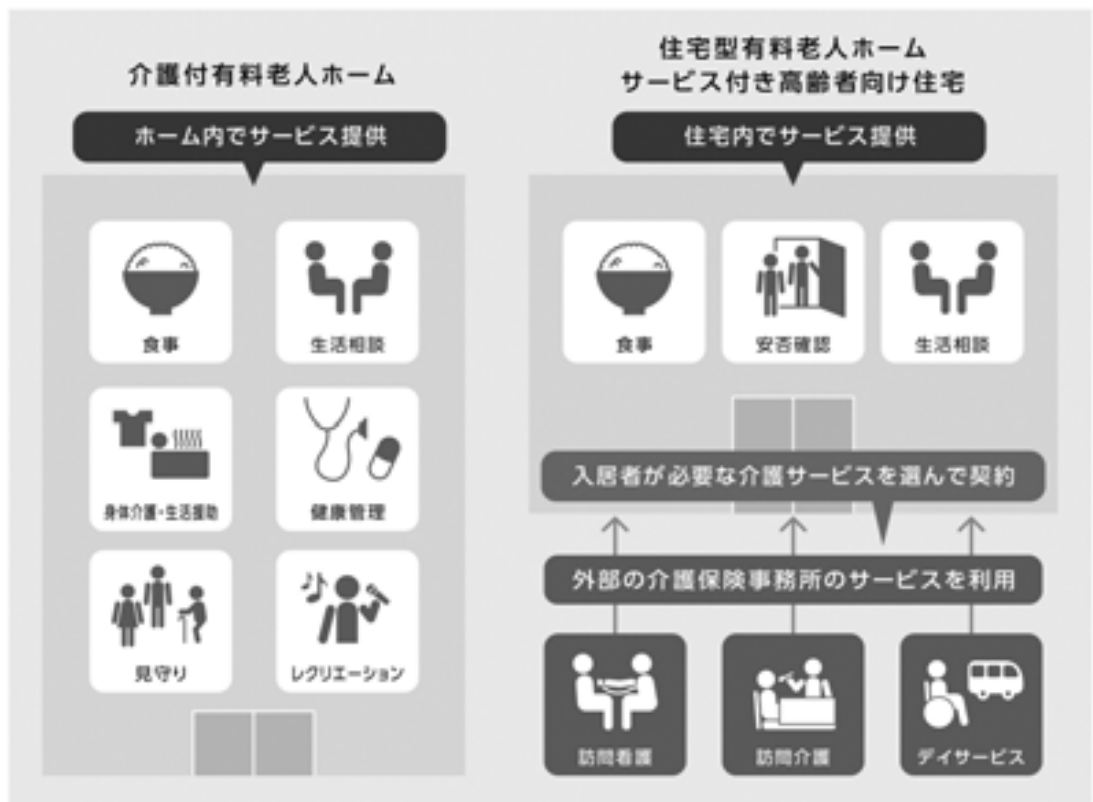 介護付有料老人ホーム
ホーム内でサービス提供
食事
生活相談
身体介護・生活援助
健康管理
見守り
レクリエーション
住宅型有料老人ホーム
サービス付き高齢者向け住宅
住宅内でサービス提供
食事
安否確認
生活相談
入居者が必要な介護サービスを選んで契約
外部の介護保険事務所のサービスを利用
訪問看護
訪問介護
デイサービス